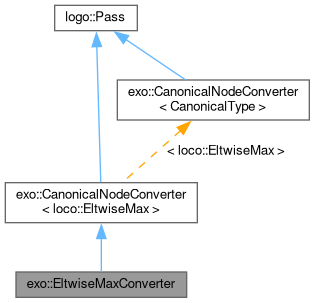 logo::Pass
exo::CanonicalNodeConverter
< CanonicalType >
< loco::EltwiseMax >
exo::CanonicalNodeConverter
< loco::EltwiseMax >
exo::EltwiseMaxConverter